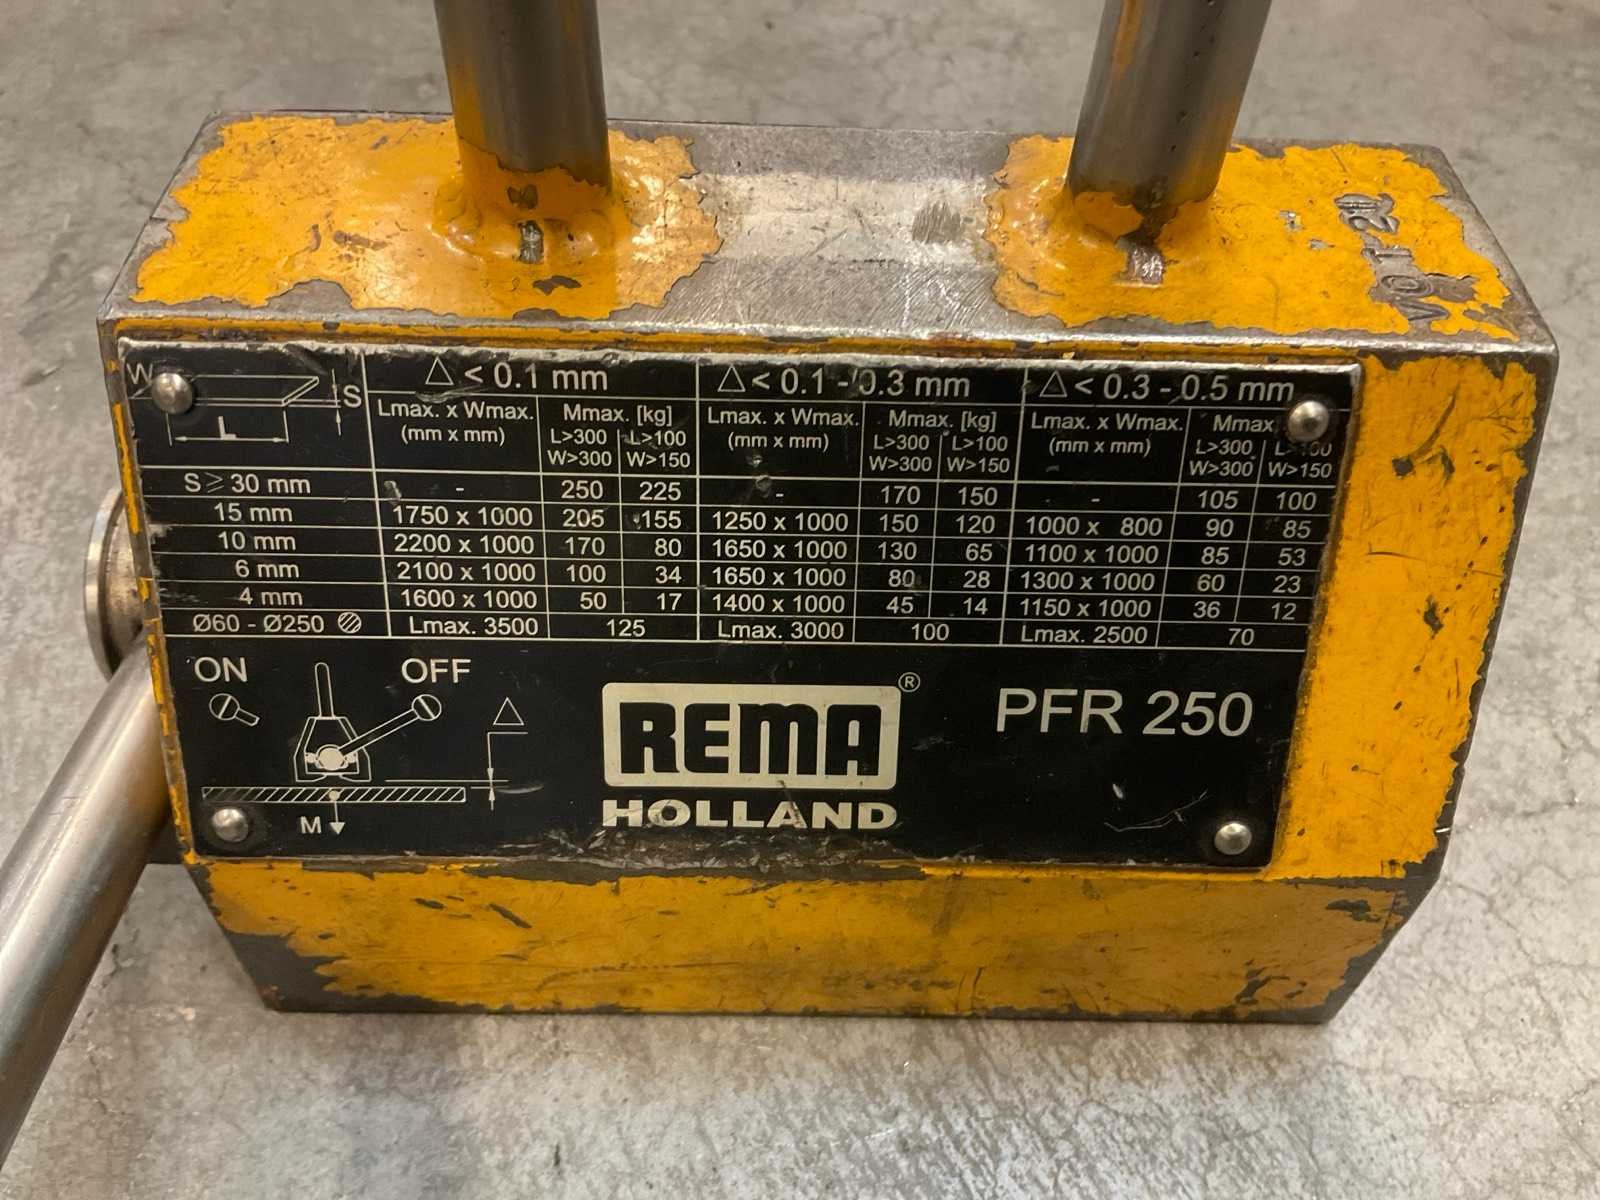 W
S
L
△ < 0.1 mm △ < 0.1 - 0.3 mm △ < 0.3 - 0.5 mm
Lmax. x Wmax. Mmax. [kg] Lmax. x Wmax. Mmax. [kg] Lmax. x Wmax. Mmax.
(mm x mm) L>300 L>100 (mm x mm) L>300 L>100 (mm x mm) L>300
W>300 W>150 W>300 W>150 W>300 W>150
S ≥ 30 mm - 250 225 - 170 150 - 105 100
15 mm 1750 x 1000 205 155 1250 x 1000 150 120 1000 x 800 90 85
10 mm 2200 x 1000 170 80 1650 x 1000 130 65 1100 x 1000 85 53
6 mm 2100 x 1000 100 34 1650 x 1000 80 28 1300 x 1000 60 23
4 mm 1600 x 1000 50 17 1400 x 1000 45 14 1150 x 1000 36 12
Ø60 - Ø250 Lmax. 3500 125 Lmax. 3000 100 Lmax. 2500 70
ON OFF
△
M
REMA®
HOLLAND
PFR 250